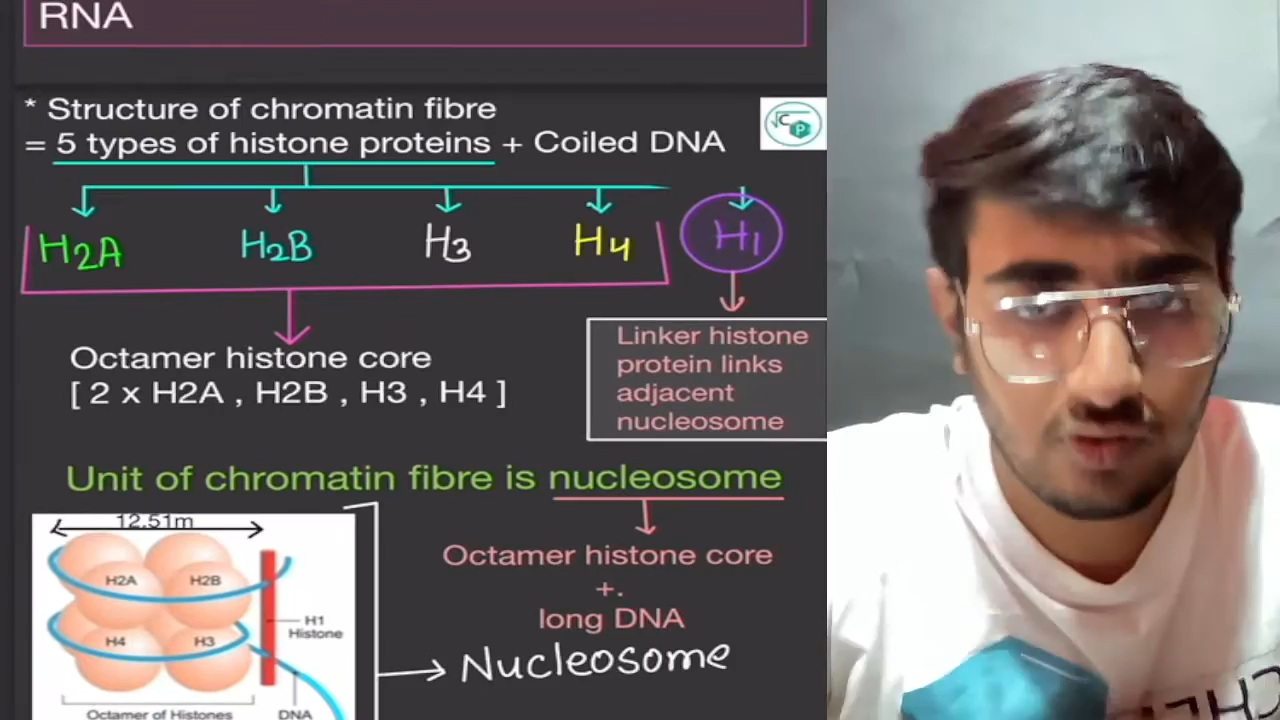 RNA
* Structure of chromatin fibre
= 5 types of histone proteins + Coiled DNA
H2A H2B H3 H4 H1
Octamer histone core
[ 2 x H2A , H2B , H3 , H4 ]
Linker histone
protein links
adjacent
nucleosome
Unit of chromatin fibre is nucleosome
Octamer histone core
+.
long DNA
Nucleosome
12.51m
H2A H2B
H4 H3
H1
Histone
Octamer of Histones
DNA